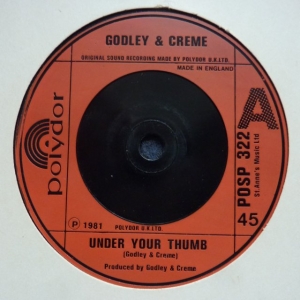 GODLEY & CREME
ORIGINAL SOUND RECORDING MADE BY POLYDOR U.K. LTD.
MADE IN ENGLAND
polydor
A
POSP 322
St. Anne's Music Ltd
45
P 1981
POLYDOR U.K. LTD.
UNDER YOUR THUMB
(Godley & Creme)
Produced by Godley & Creme